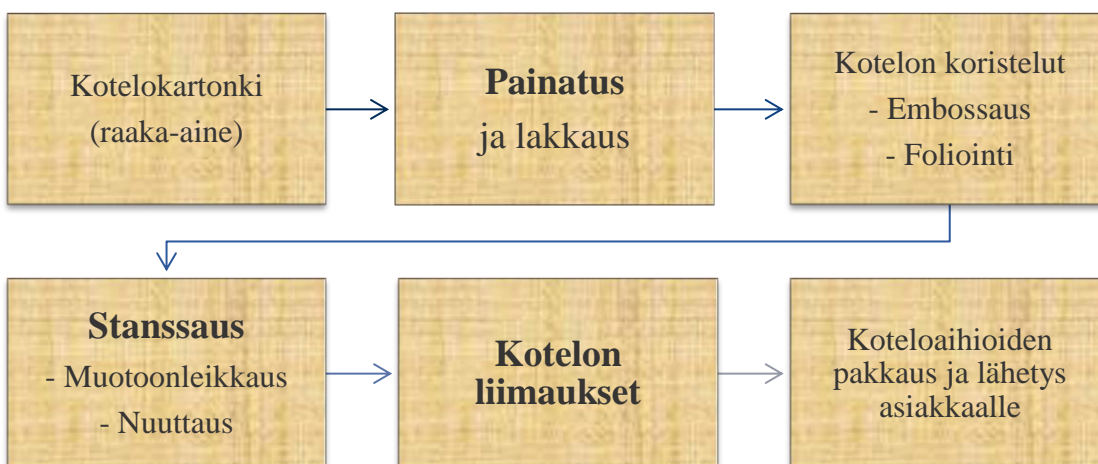 Kotelokartonki
(raaka-aine)
Painatus
ja lakkaus
Kotelon koristelut
- Embossaus
- Foliointi
Stanssaus
- Muotoonleikkaus
- Nuuttaus
Kotelon
liimaukset
Koteloaihioiden
pakkaus ja lähetys
asiakkaalle